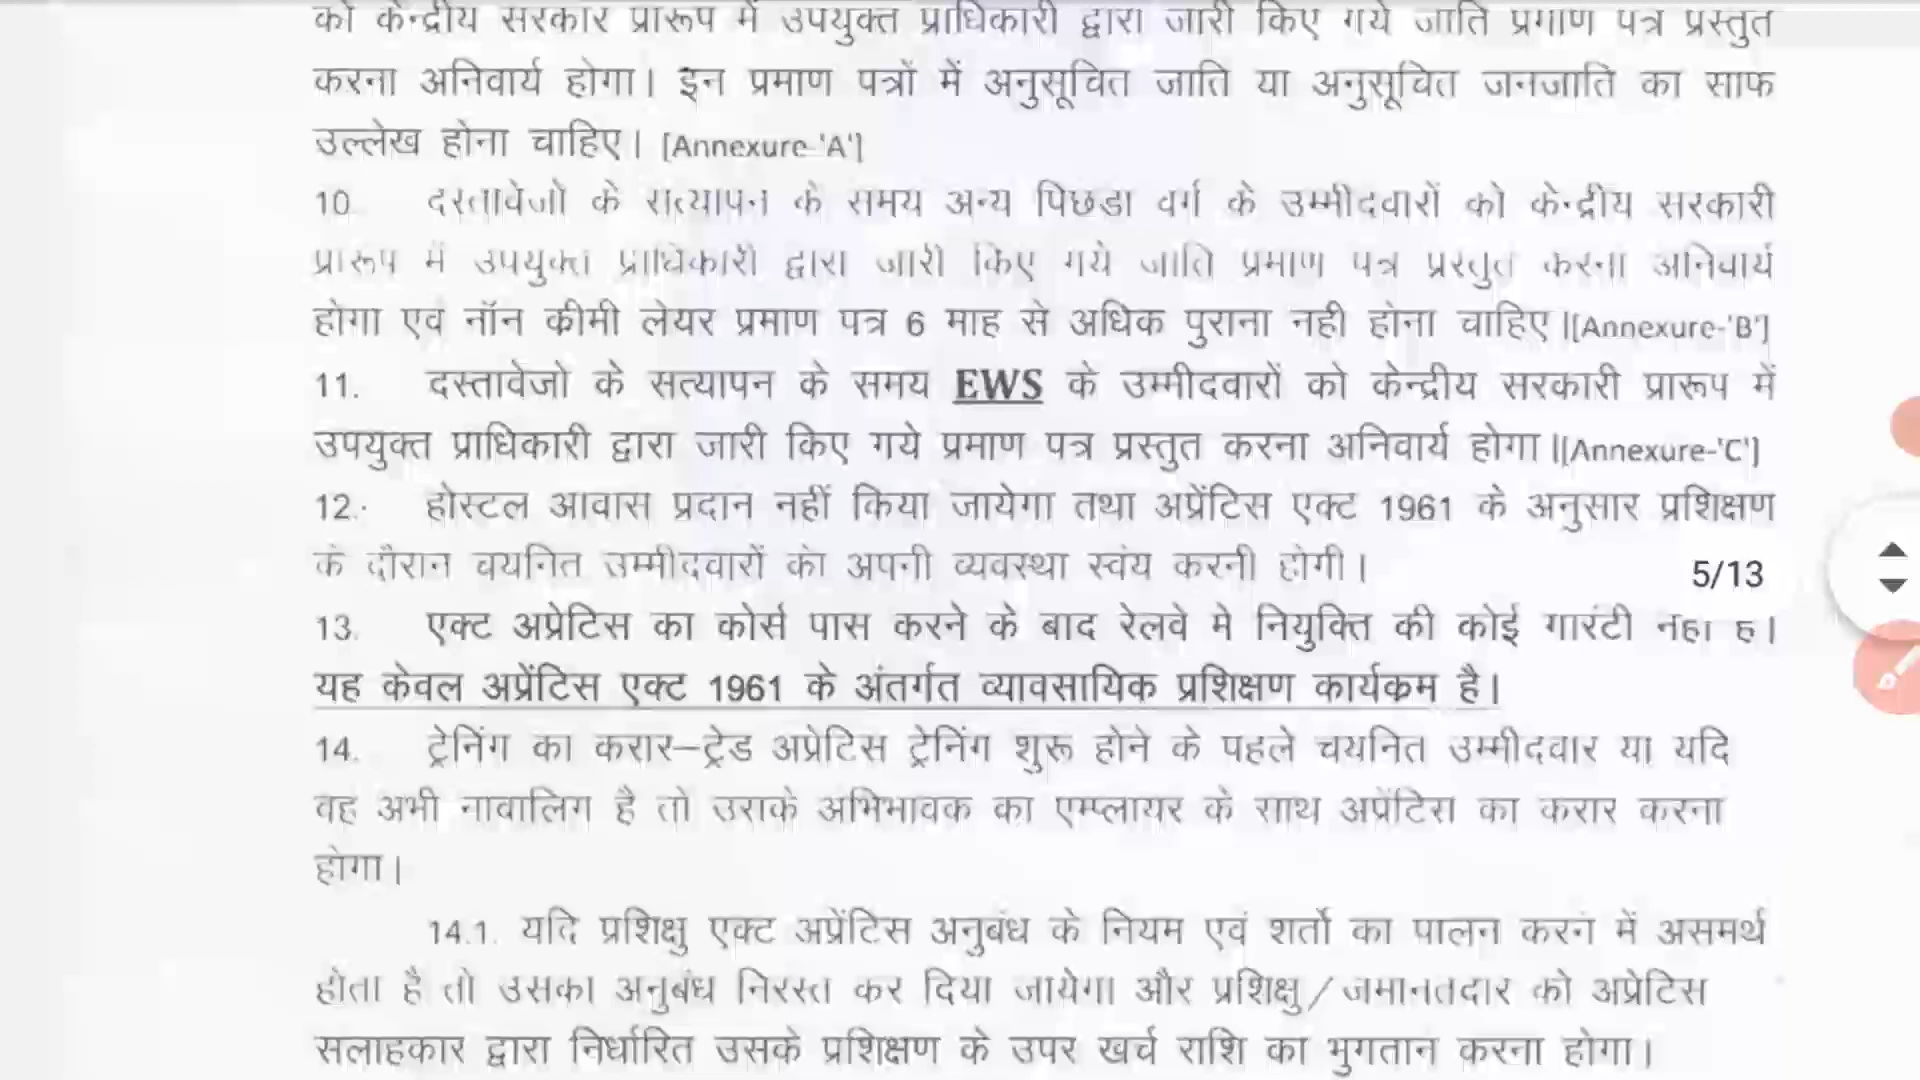 को केन्द्रीय सरकार प्रारूप में उपयुक्त प्राधिकारी द्वारा जारी किए गये जाति प्रमाण पत्र प्रस्तुत
करना अनिवार्य होगा। इन प्रमाण पत्रों में अनुसूचित जाति या अनुसूचित जनजाति का साफ
उल्लेख होना चाहिए। [Annexure-'A']
10. दस्तावेजो के सत्यापन के समय अन्य पिछडा वर्ग के उम्मीदवारों को केन्द्रीय सरकारी
प्रारूप में उपयुक्त प्राधिकारी द्वारा जारी किए गये जाति प्रमाण पत्र प्रस्तुत करना अनिवार्य
होगा एवं नॉन कीमी लेयर प्रमाण पत्र 6 माह से अधिक पुराना नही होना चाहिए।[Annexure-'B']
11. दस्तावेजो के सत्यापन के समय EWS के उम्मीदवारों को केन्द्रीय सरकारी प्रारूप में
उपयुक्त प्राधिकारी द्वारा जारी किए गये प्रमाण पत्र प्रस्तुत करना अनिवार्य होगा।[Annexure-'C']
12. होस्टल आवास प्रदान नहीं किया जायेगा तथा अप्रेंटिस एक्ट 1961 के अनुसार प्रशिक्षण
के दौरान चयनित उम्मीदवारों को अपनी व्यवस्था स्वंय करनी होगी।
5/13
13. एक्ट अप्रेटिस का कोर्स पास करने के बाद रेलवे मे नियुक्ति की कोई गारंटी नहीं है।
यह केवल अप्रेंटिस एक्ट 1961 के अंतर्गत व्यावसायिक प्रशिक्षण कार्यकम है।
14. ट्रेनिंग का करार–ट्रेड अप्रेटिस ट्रेनिंग शुरू होने के पहले चयनित उम्मीदवार या यदि
वह अभी नावालिग है तो उसके अभिभावक का एम्प्लायर के साथ अप्रेंटिस का करार करना
होगा।
14.1. यदि प्रशिक्षु एक्ट अप्रेंटिस अनुबंध के नियम एवं शर्तो का पालन करने में असमर्थ
होता है तो उसका अनुबंध निरस्त कर दिया जायेगा और प्रशिक्षु/जमानतदार को अप्रेटिस
सलाहकार द्वारा निर्धारित उसके प्रशिक्षण के उपर खर्च राशि का भुगतान करना होगा।